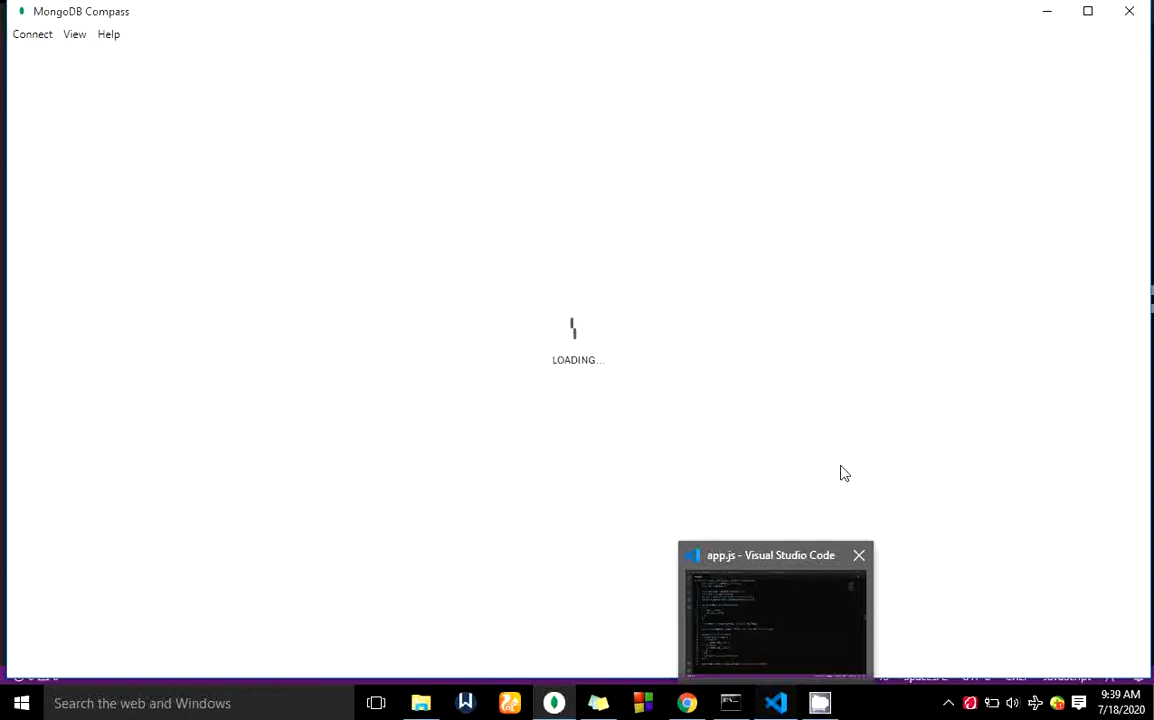 MongoDB Compass
Connect View Help
LOADING...
app.js - Visual Studio Code
Search the web and Windows
9:39 AM
7/18/2020